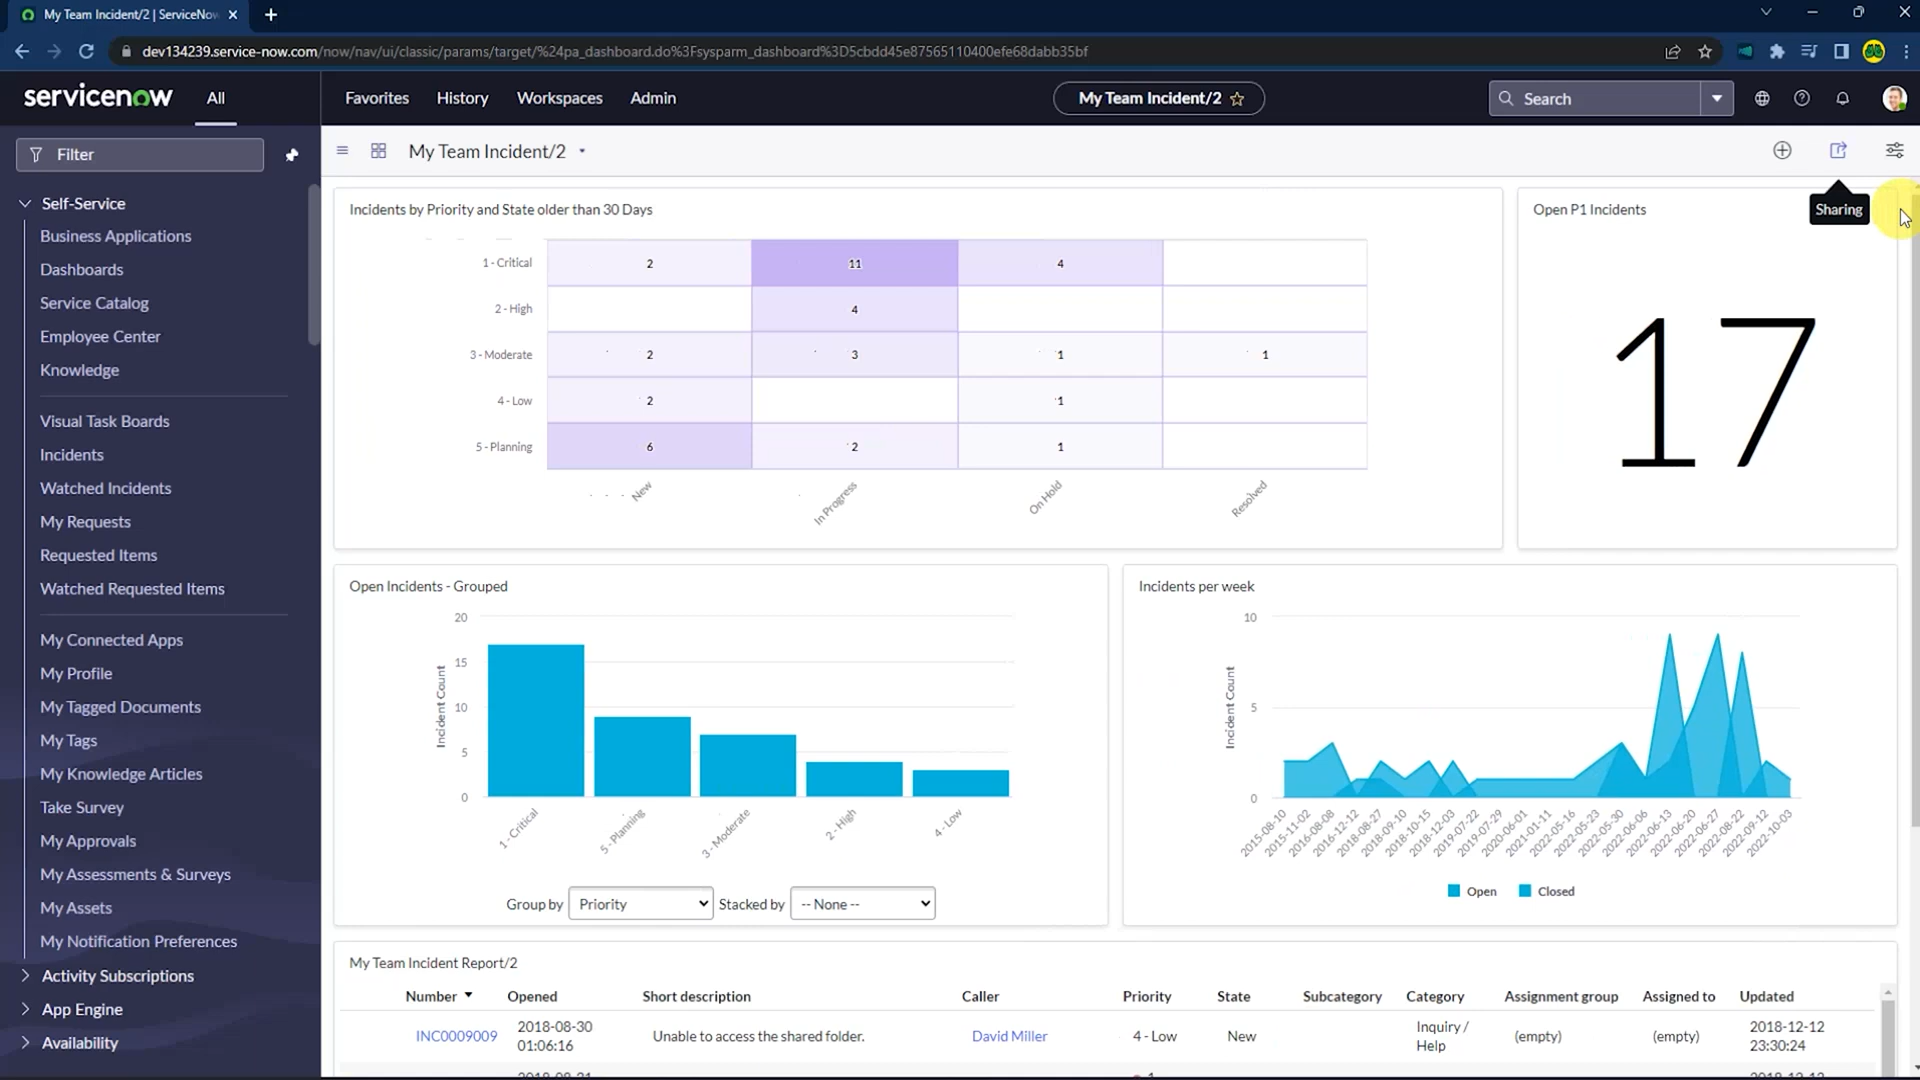 My Team Incident/2 | ServiceNow
dev134239.service-now.com/now/nav/ui/classic/params/target/%24pa_dashboard.do%3Fsysparm_dashboard%3D5cbdd45e87565110400efe68dabb35bf
servicenow
All
Favorites
History
Workspaces
Admin
My Team Incident/2
Search
Filter
My Team Incident/2
Sharing
Self-Service
Business Applications
Dashboards
Service Catalog
Employee Center
Knowledge
Visual Task Boards
Incidents
Watched Incidents
My Requests
Requested Items
Watched Requested Items
My Connected Apps
My Profile
My Tagged Documents
My Tags
My Knowledge Articles
Take Survey
My Approvals
My Assessments & Surveys
My Assets
My Notification Preferences
Activity Subscriptions
App Engine
Availability
Incidents by Priority and State older than 30 Days
1 - Critical 2 11 4
2 - High 4
3 - Moderate 2 3 1 1
4 - Low 2 1
5 - Planning 6 2 1
New In Progress On Hold Resolved
Open P1 Incidents
17
Open Incidents - Grouped
Incident Count
20
15
10
5
0
1 - Critical 5 - Planning 3 - Moderate 2 - High 4 - Low
Group by Priority Stacked by -- None --
Incidents per week
Incident Count
10
5
0
2015-08-10 2015-11-02 2016-08-08 2016-12-12 2018-08-27 2018-09-10 2018-10-15 2018-12-03 2019-07-22 2019-07-29 2020-06-01 2021-01-11 2022-05-16 2022-05-23 2022-05-30 2022-06-06 2022-06-13 2022-06-20 2022-06-27 2022-08-22 2022-09-12 2022-10-03
Open Closed
My Team Incident Report/2
Number Opened Short description Caller Priority State Subcategory Category Assignment group Assigned to Updated
INC0009009 2018-08-30 01:06:16 Unable to access the shared folder. David Miller 4 - Low New Inquiry / Help (empty) (empty) 2018-12-12 23:30:24